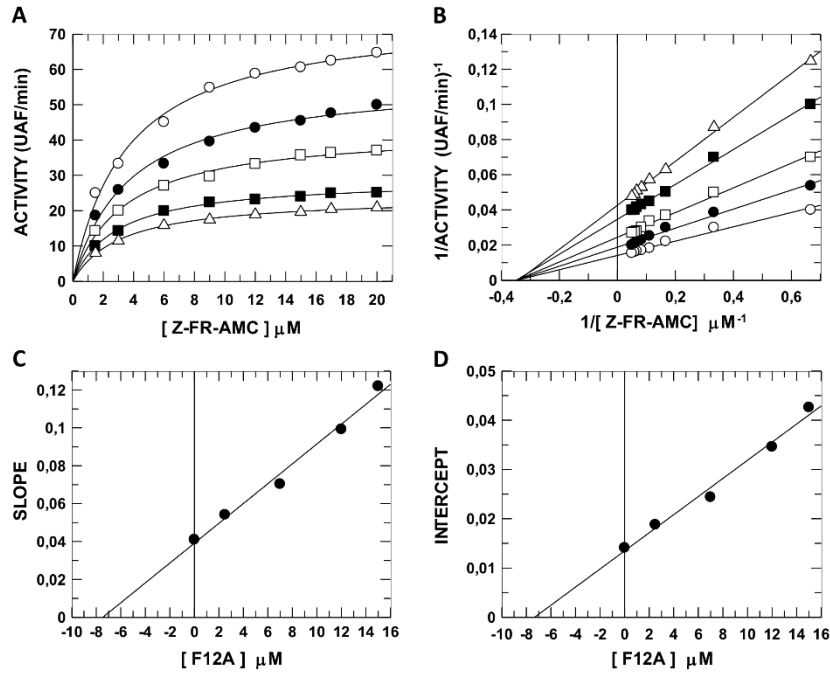 A
ACTIVITY (UAF/min)
70
60
50
40
30
20
10
0
0 2 4 6 8 10 12 14 16 18 20
[ Z-FR-AMC ] μM
B
1/ACTIVITY (UAF/min)-1
0,14
0,12
0,1
0,08
0,06
0,04
0,02
0
-0,4 -0,2 0 0,2 0,4 0,6
1/[ Z-FR-AMC] μM-1
C
SLOPE
0,12
0,1
0,08
0,06
0,04
0,02
0
-10 -8 -6 -4 -2 0 2 4 6 8 10 12 14 16
[ F12A ] μM
D
INTERCEPT
0,05
0,04
0,03
0,02
0,01
0
-10 -8 -6 -4 -2 0 2 4 6 8 10 12 14 16
[ F12A ] μM